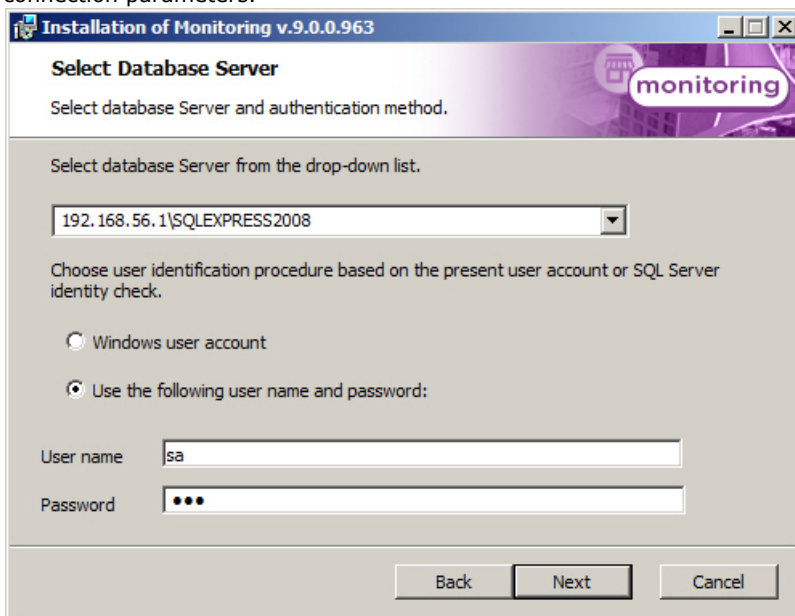 connection parameters.
Installation of Monitoring v.9.0.0.963
Select Database Server
Select database Server and authentication method.
monitoring
Select database Server from the drop-down list.
192.168.56.1\SQLEXPRESS2008
Choose user identification procedure based on the present user account or SQL Server
identity check.
Windows user account
Use the following user name and password:
User name sa
Password •••
Back Next Cancel